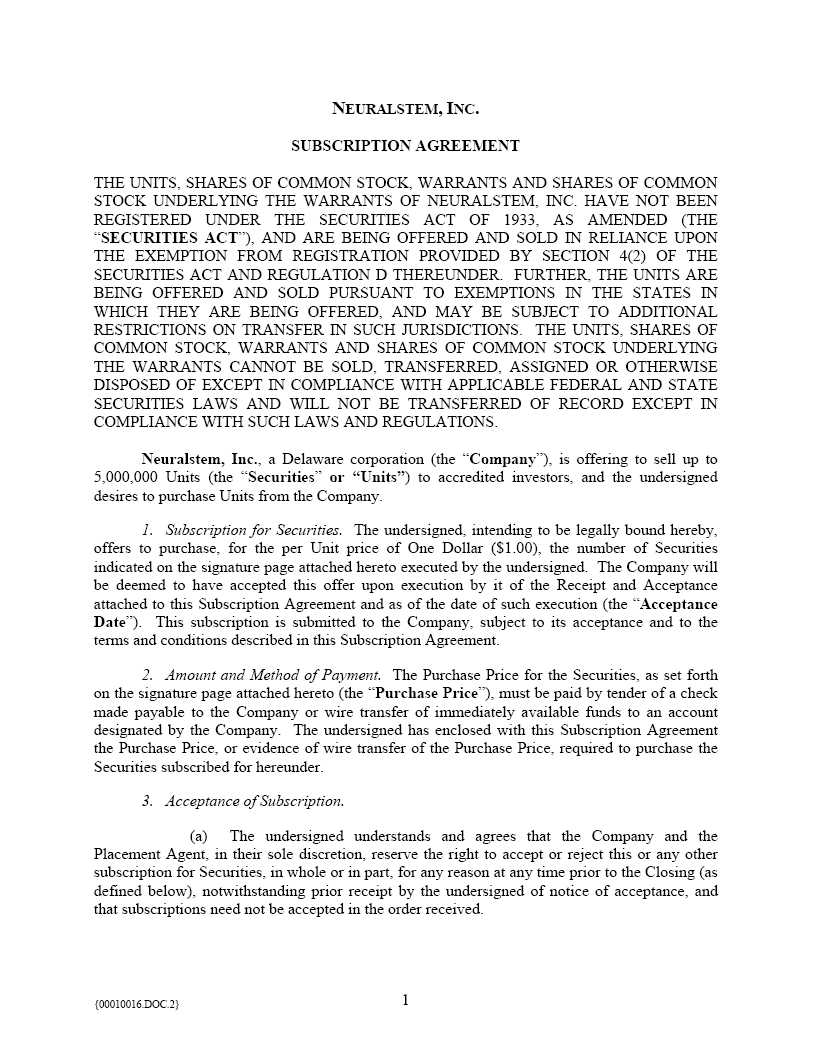 NEURALSTEM, INC.
SUBSCRIPTION AGREEMENT
THE UNITS, SHARES OF COMMON STOCK, WARRANTS AND SHARES OF COMMON
STOCK UNDERLYING THE WARRANTS OF NEURALSTEM, INC. HAVE NOT BEEN
REGISTERED UNDER THE SECURITIES ACT OF 1933, AS AMENDED (THE
“SECURITIES ACT”), AND ARE BEING OFFERED AND SOLD IN RELIANCE UPON
THE EXEMPTION FROM REGISTRATION PROVIDED BY SECTION 4(2) OF THE
SECURITIES ACT AND REGULATION D THEREUNDER. FURTHER, THE UNITS ARE
BEING OFFERED AND SOLD PURSUANT TO EXEMPTIONS IN THE STATES IN
WHICH THEY ARE BEING OFFERED, AND MAY BE SUBJECT TO ADDITIONAL
RESTRICTIONS ON TRANSFER IN SUCH JURISDICTIONS. THE UNITS, SHARES OF
COMMON STOCK, WARRANTS AND SHARES OF COMMON STOCK UNDERLYING
THE WARRANTS CANNOT BE SOLD, TRANSFERRED, ASSIGNED OR OTHERWISE
DISPOSED OF EXCEPT IN COMPLIANCE WITH APPLICABLE FEDERAL AND STATE
SECURITIES LAWS AND WILL NOT BE TRANSFERRED OF RECORD EXCEPT IN
COMPLIANCE WITH SUCH LAWS AND REGULATIONS.
Neuralstem, Inc., a Delaware corporation (the “Company”), is offering to sell up to
5,000,000 Units (the “Securities” or “Units”) to accredited investors, and the undersigned
desires to purchase Units from the Company.
1. Subscription for Securities. The undersigned, intending to be legally bound hereby,
offers to purchase, for the per Unit price of One Dollar ($1.00), the number of Securities
indicated on the signature page attached hereto executed by the undersigned. The Company will
be deemed to have accepted this offer upon execution by it of the Receipt and Acceptance
attached to this Subscription Agreement and as of the date of such execution (the “Acceptance
Date”). This subscription is submitted to the Company, subject to its acceptance and to the
terms and conditions described in this Subscription Agreement.
2. Amount and Method of Payment. The Purchase Price for the Securities, as set forth
on the signature page attached hereto (the “Purchase Price”), must be paid by tender of a check
made payable to the Company or wire transfer of immediately available funds to an account
designated by the Company. The undersigned has enclosed with this Subscription Agreement
the Purchase Price, or evidence of wire transfer of the Purchase Price, required to purchase the
Securities subscribed for hereunder.
3. Acceptance of Subscription.
(a) The undersigned understands and agrees that the Company and the
Placement Agent, in their sole discretion, reserve the right to accept or reject this or any other
subscription for Securities, in whole or in part, for any reason at any time prior to the Closing (as
defined below), notwithstanding prior receipt by the undersigned of notice of acceptance, and
that subscriptions need not be accepted in the order received.
{00010016.DOC.2}
1